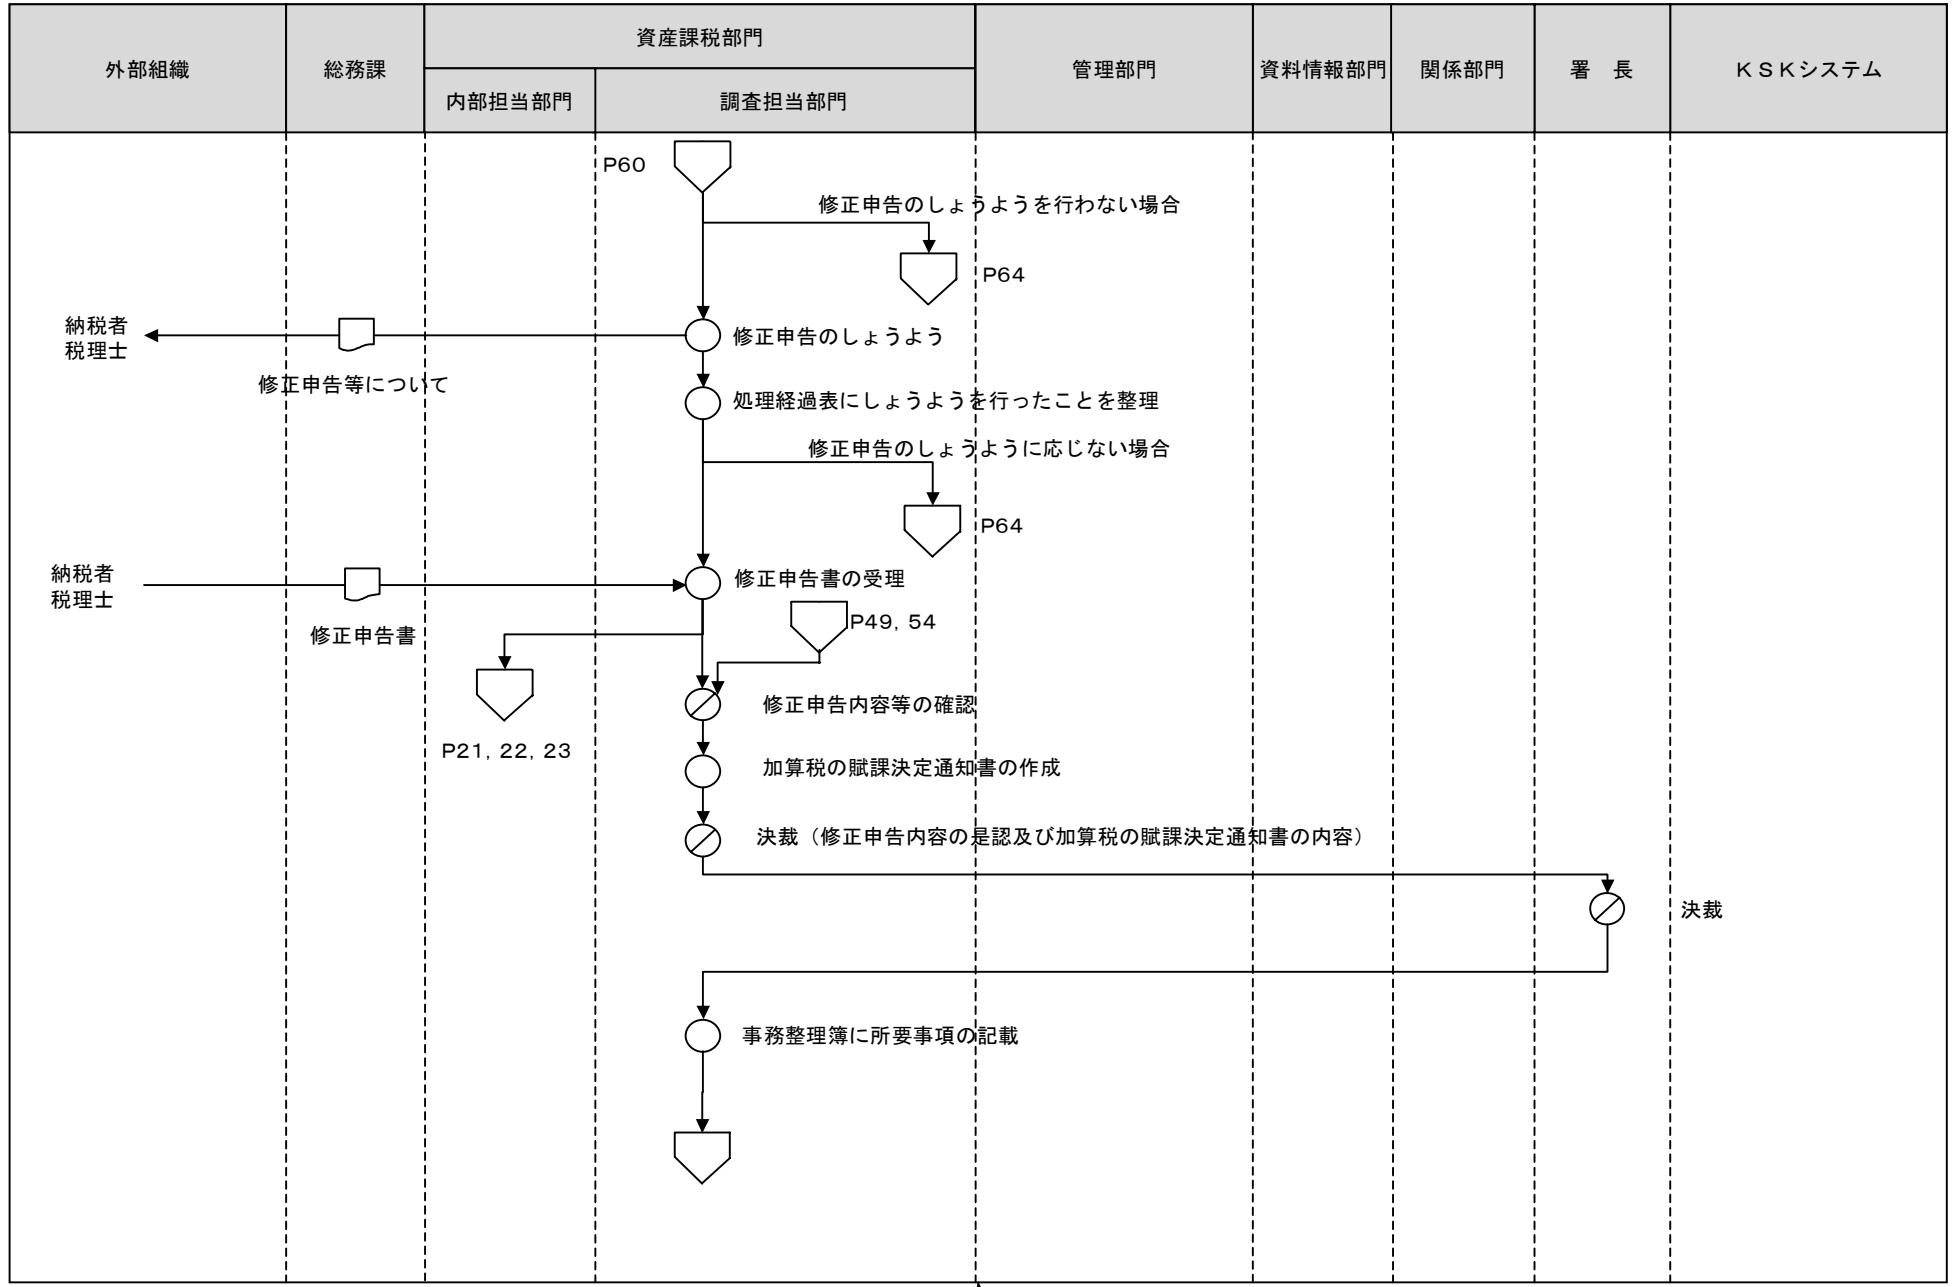 外部組織
総務課
資産課税部門
内部担当部門
調査担当部門
管理部門
資料情報部門
関係部門
署　長
ＫＳＫシステム
P60
修正申告のしょうようを行わない場合
P64
納税者
税理士
修正申告のしょうよう
修正申告等について
処理経過表にしょうようを行ったことを整理
修正申告のしょうように応じない場合
P64
納税者
税理士
修正申告書の受理
修正申告書
P49, 54
修正申告内容等の確認
P21, 22, 23
加算税の賦課決定通知書の作成
決裁（修正申告内容の是認及び加算税の賦課決定通知書の内容）
決裁
事務整理簿に所要事項の記載